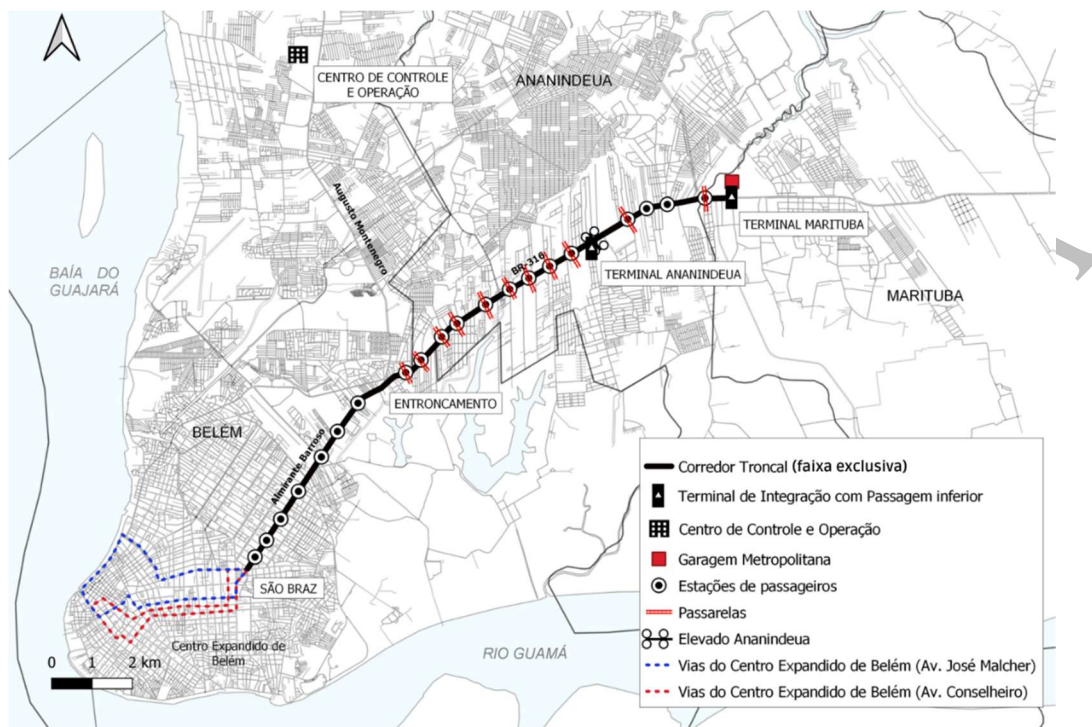 CENTRO DE CONTROLE
E OPERAÇÃO
ANANINDEUA
Augusto Montenegro
TERMINAL MARITUBA
BR-316
TERMINAL ANANINDEUA
BAÍA DO
GUAJARÁ
MARITUBA
ENTRONCAMENTO
BELÉM
Almirante Barroso
SÃO BRAZ
Centro Expandido de
Belém
RIO GUAMÁ
0 1 2 km
Corredor Troncal (faixa exclusiva)
Terminal de Integração com Passagem inferior
Centro de Controle e Operação
Garagem Metropolitana
Estações de passageiros
Passarelas
Elevado Ananindeua
Vias do Centro Expandido de Belém (Av. José Malcher)
Vias do Centro Expandido de Belém (Av. Conselheiro)